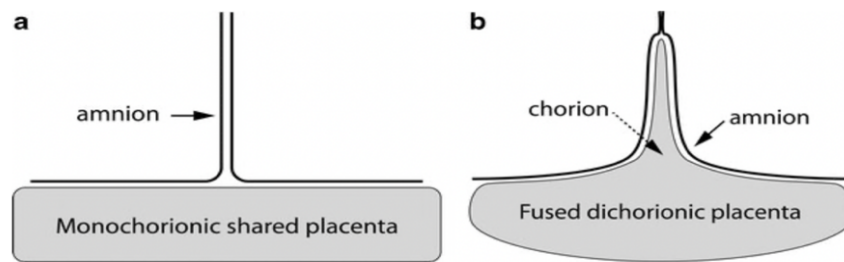 a
amnion
Monochorionic shared placenta
b
chorion
amnion
Fused dichorionic placenta